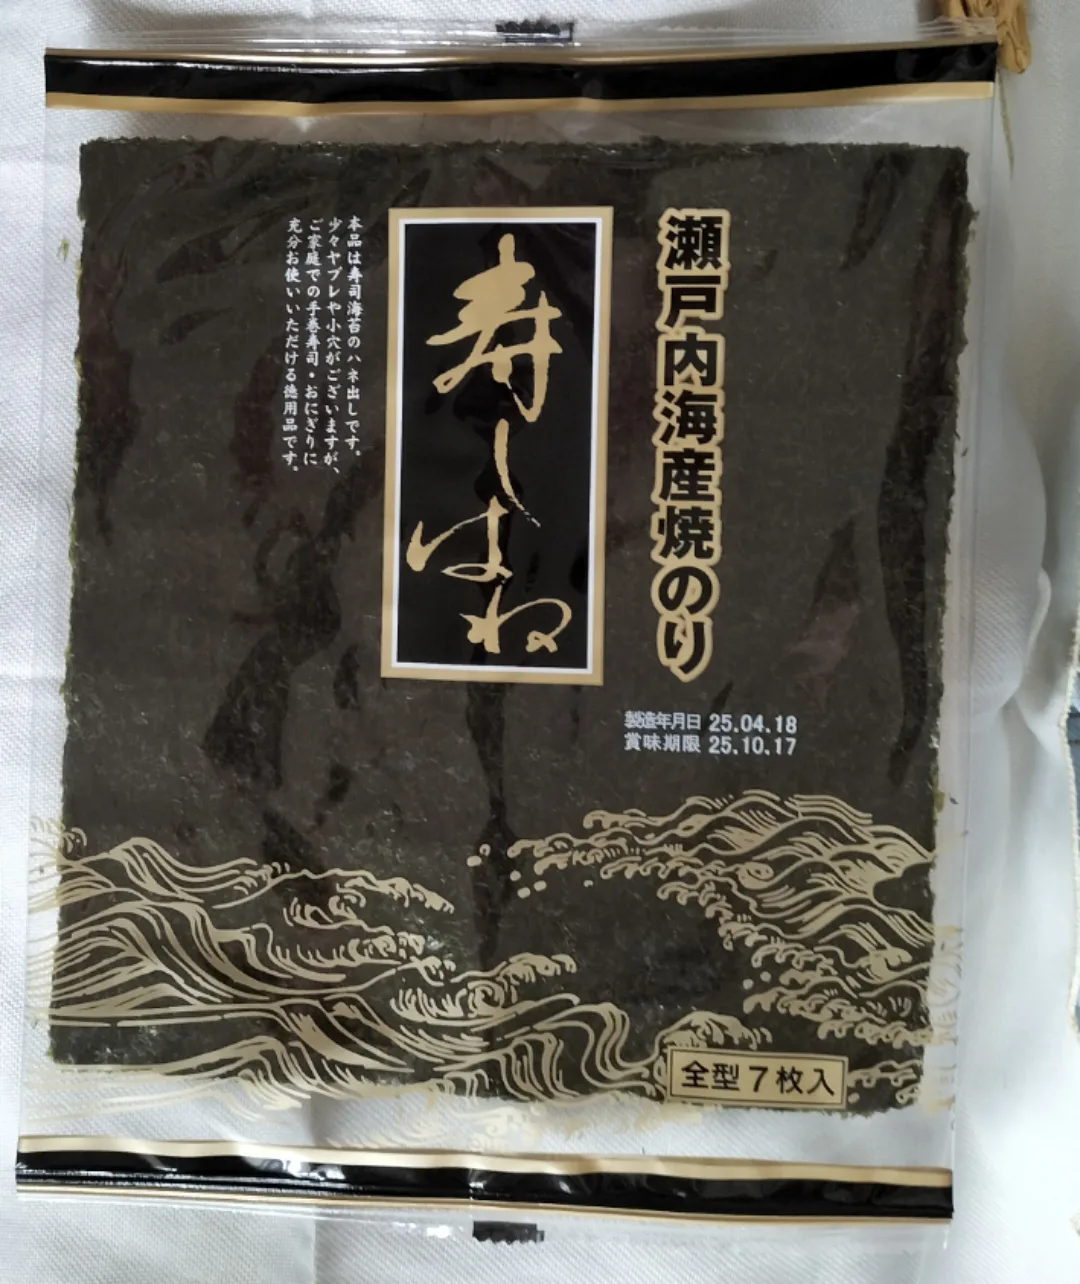 瀬戸内海産焼のり
寿しはね
本品は寿司海苔のハネ出しです。
少々ヤブレや小穴がございますが、
ご家庭での手巻寿司・おにぎりに
充分お使いいただける徳用品です。
製造年月日 25.04.18
賞味期限 25.10.17
全型7枚入